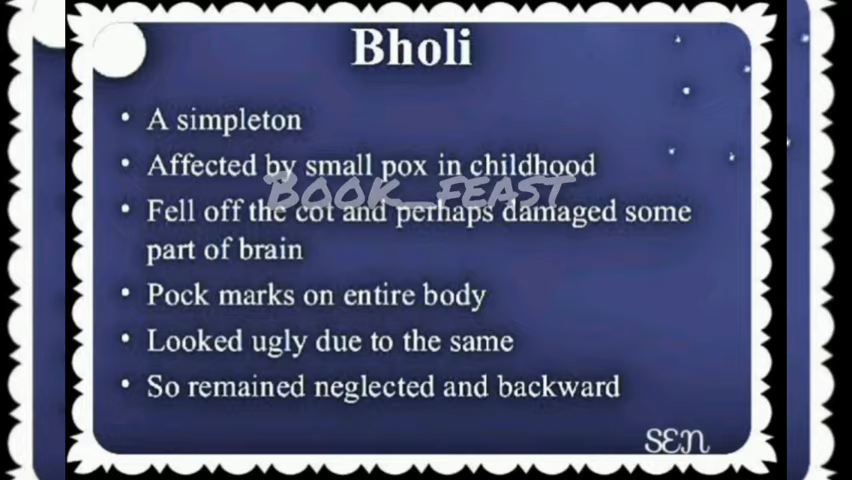 Bholi
• A simpleton
• Affected by small pox in childhood
BOOK_FEAST
• Fell off the cot and perhaps damaged some
part of brain
• Pock marks on entire body
• Looked ugly due to the same
• So remained neglected and backward
SEN